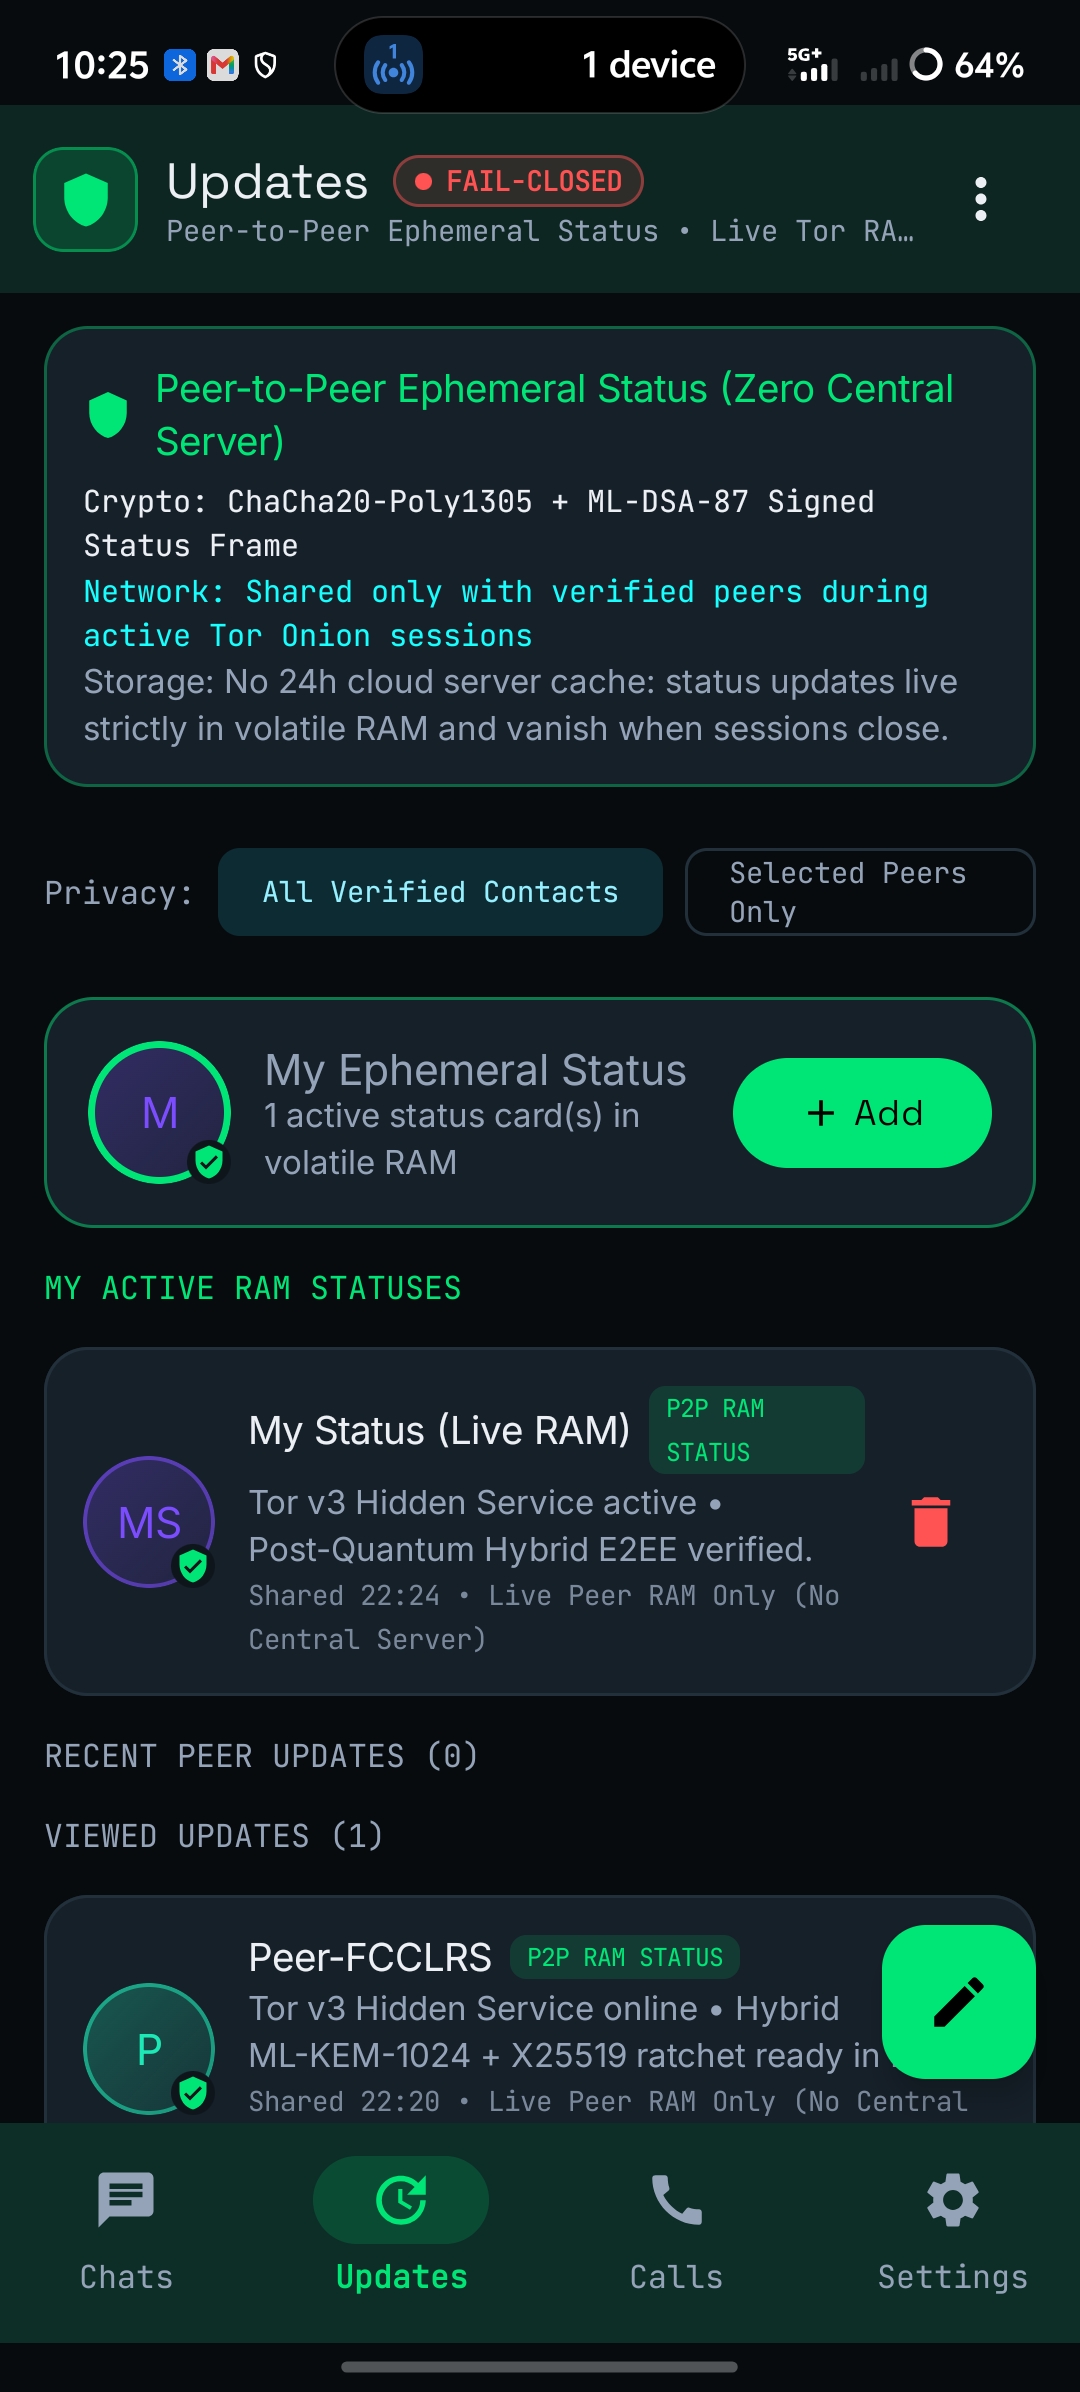 10:25
1
1 device
5G+
64%
Updates
FAIL-CLOSED
Peer-to-Peer Ephemeral Status • Live Tor RA…
Peer-to-Peer Ephemeral Status (Zero Central
Server)
Crypto: ChaCha20-Poly1305 + ML-DSA-87 Signed
Status Frame
Network: Shared only with verified peers during
active Tor Onion sessions
Storage: No 24h cloud server cache: status updates live
strictly in volatile RAM and vanish when sessions close.
Privacy:
All Verified Contacts
Selected Peers
Only
M
My Ephemeral Status
1 active status card(s) in
volatile RAM
+ Add
MY ACTIVE RAM STATUSES
MS
My Status (Live RAM)
P2P RAM
STATUS
Tor v3 Hidden Service active •
Post-Quantum Hybrid E2EE verified.
Shared 22:24 • Live Peer RAM Only (No
Central Server)
RECENT PEER UPDATES (0)
VIEWED UPDATES (1)
P
Peer-FCCLRS
P2P RAM STATUS
Tor v3 Hidden Service online • Hybrid
ML-KEM-1024 + X25519 ratchet ready in
Shared 22:20 • Live Peer RAM Only (No Central
Chats
Updates
Calls
Settings